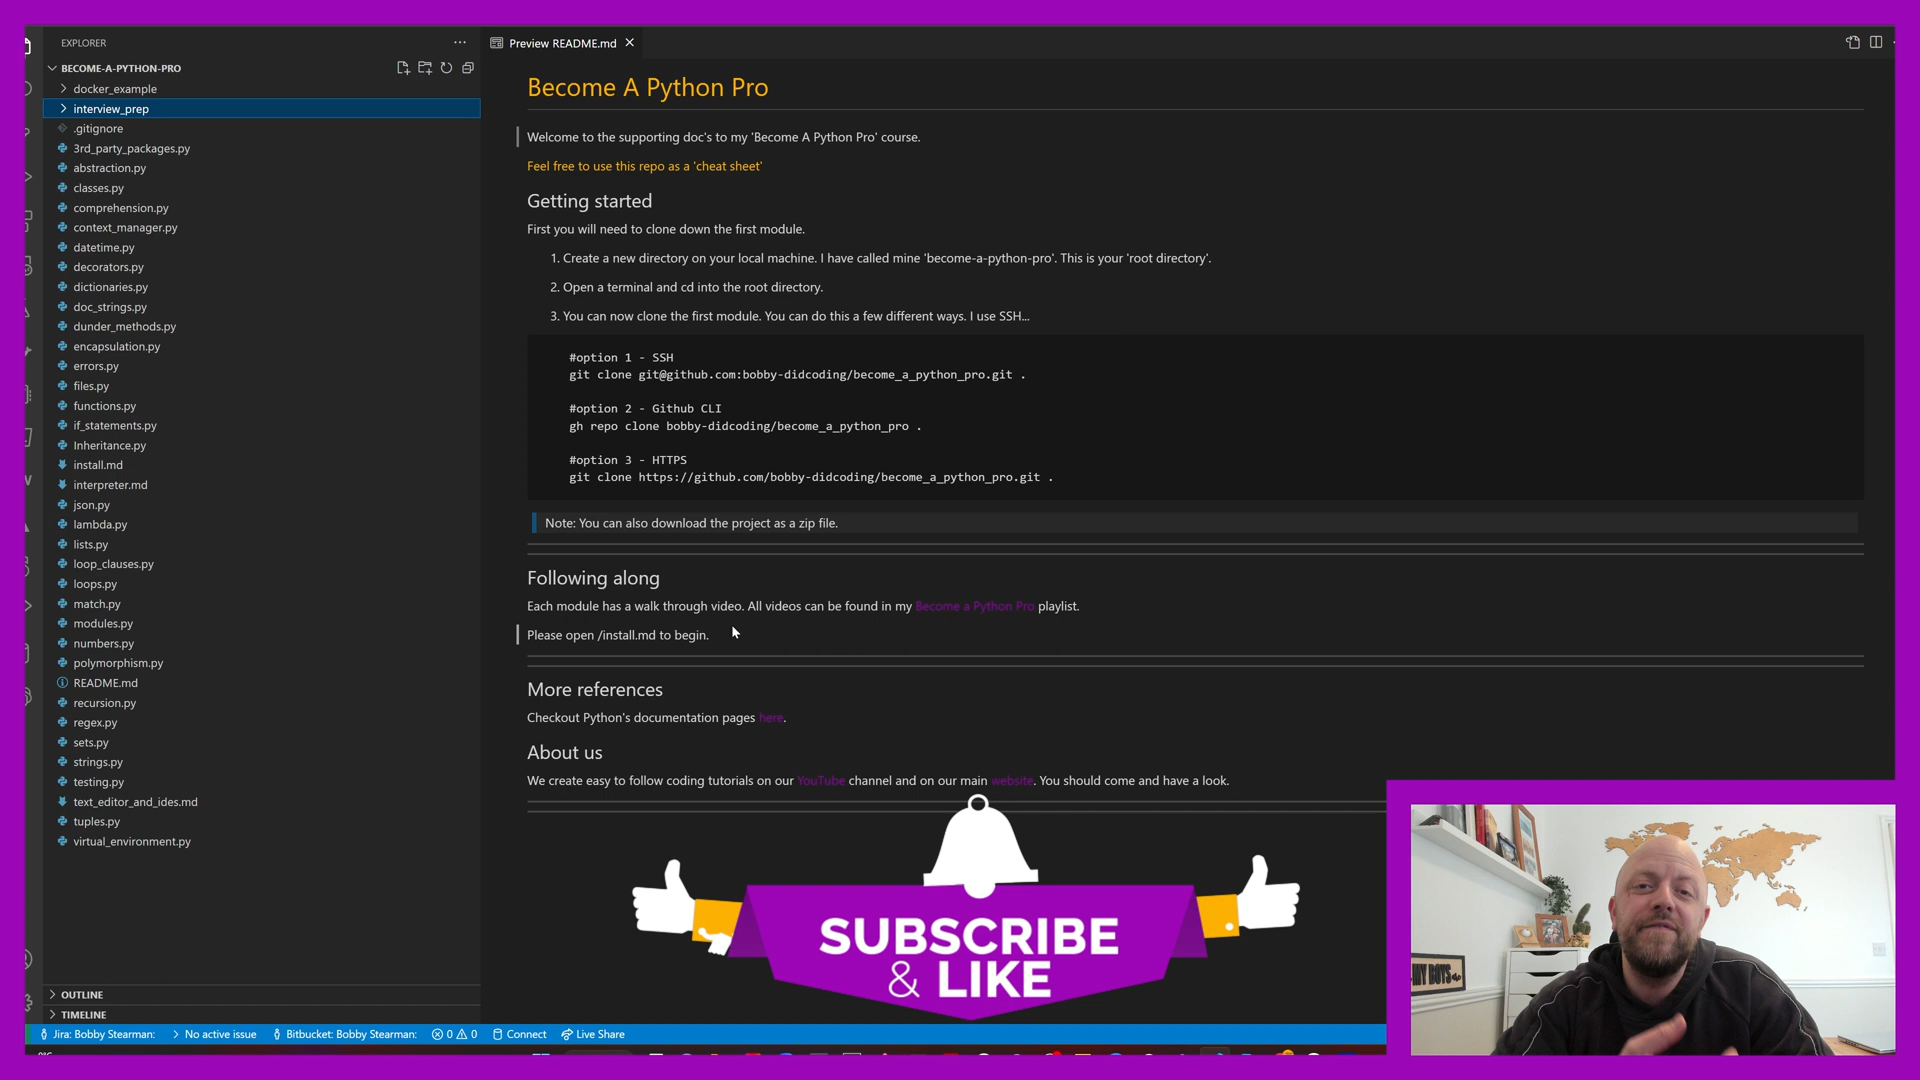 EXPLORER
BECOME-A-PYTHON-PRO
docker_example
interview_prep
.gitignore
3rd_party_packages.py
abstraction.py
classes.py
comprehension.py
context_manager.py
datetime.py
decorators.py
dictionaries.py
doc_strings.py
dunder_methods.py
encapsulation.py
errors.py
files.py
functions.py
if_statements.py
Inheritance.py
install.md
interpreter.md
json.py
lambda.py
lists.py
loop_clauses.py
loops.py
match.py
modules.py
numbers.py
polymorphism.py
README.md
recursion.py
regex.py
sets.py
strings.py
testing.py
text_editor_and_ides.md
tuples.py
virtual_environment.py
OUTLINE
TIMELINE
Preview README.md
Become A Python Pro
Welcome to the supporting doc's to my 'Become A Python Pro' course.
Feel free to use this repo as a 'cheat sheet'
Getting started
First you will need to clone down the first module.
1. Create a new directory on your local machine. I have called mine 'become-a-python-pro'. This is your 'root directory'.
2. Open a terminal and cd into the root directory.
3. You can now clone the first module. You can do this a few different ways. I use SSH...
#option 1 - SSH
git clone git@github.com:bobby-didcoding/become_a_python_pro.git .
#option 2 - Github CLI
gh repo clone bobby-didcoding/become_a_python_pro .
#option 3 - HTTPS
git clone https://github.com/bobby-didcoding/become_a_python_pro.git .
Note: You can also download the project as a zip file.
Following along
Each module has a walk through video. All videos can be found in my Become a Python Pro playlist.
Please open /install.md to begin.
More references
Checkout Python's documentation pages here.
About us
We create easy to follow coding tutorials on our YouTube channel and on our main website. You should come and have a look.
SUBSCRIBE
& LIKE
MY BOYS
Jira: Bobby Stearman: No active issue Bitbucket: Bobby Stearman: 0 0 Connect Live Share